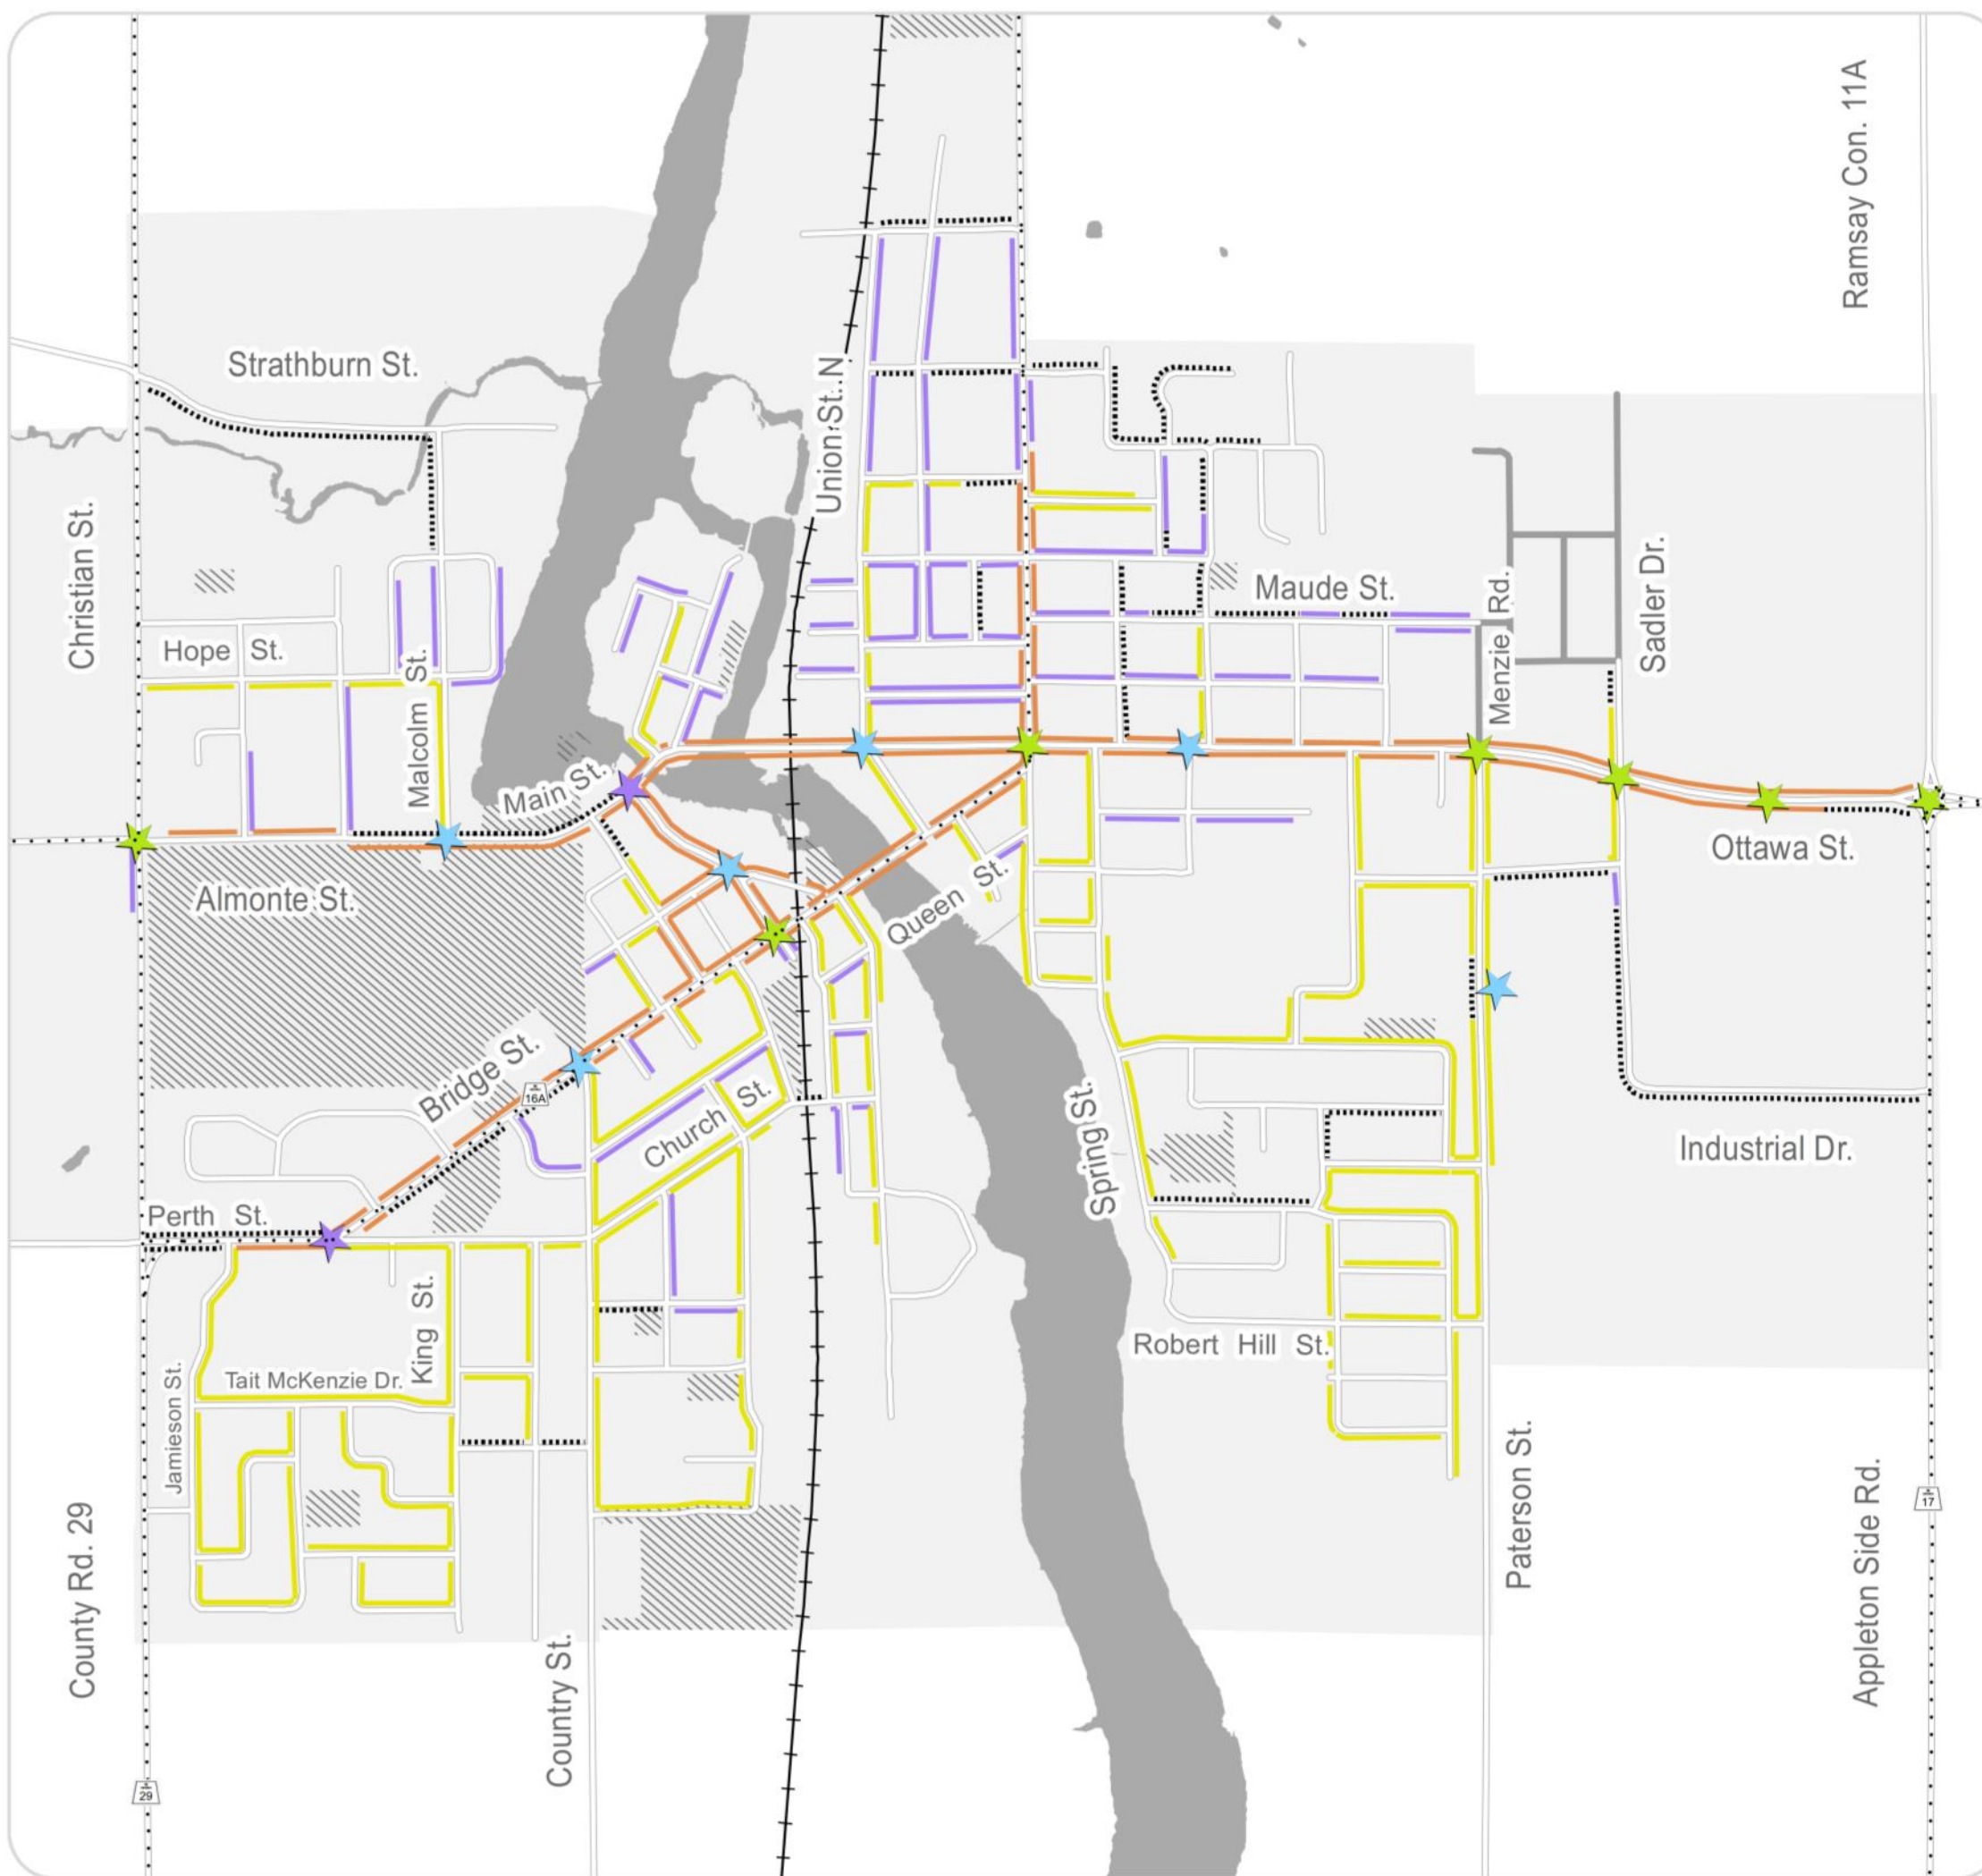 Ramsay Con. 11A
Strathburn St.
Union St. N
Christian St.
Hope St.
Malcolm St.
Maude St.
Menzie Rd.
Sadler Dr.
Main St.
Almonte St.
Ottawa St.
Queen St.
Bridge St.
16A
Church St.
Spring St.
Industrial Dr.
Perth St.
King St.
Jamieson St.
Tait McKenzie Dr.
Robert Hill St.
County Rd. 29
Country St.
Paterson St.
Appleton Side Rd.
17
29